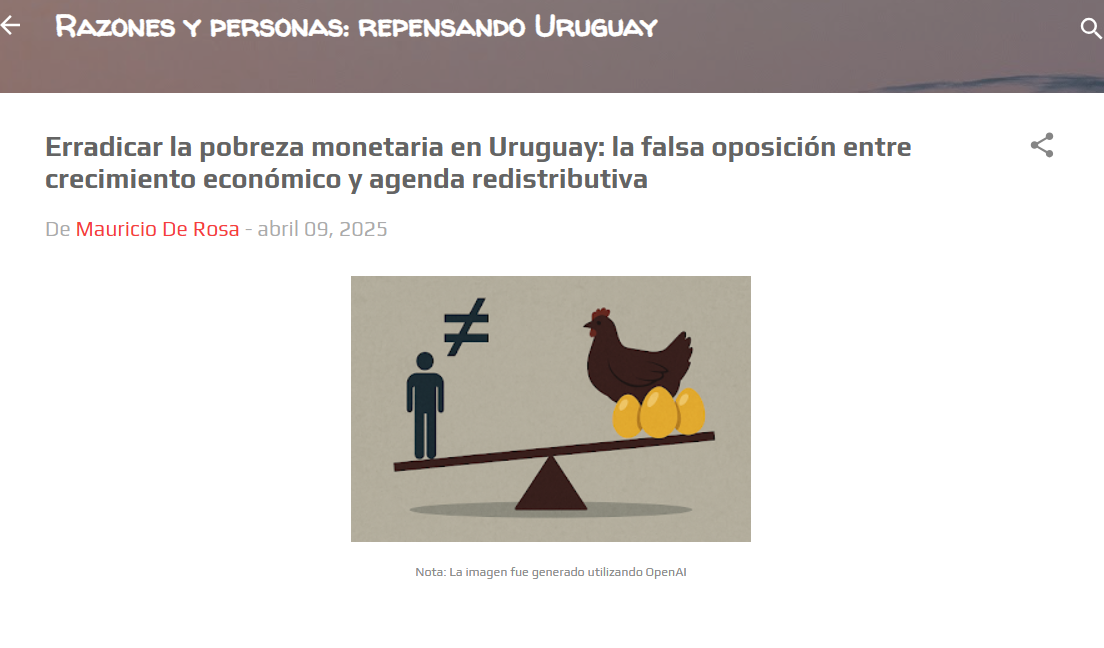 Razones y personas: repensando Uruguay
Erradicar la pobreza monetaria en Uruguay: la falsa oposición entre
crecimiento económico y agenda redistributiva
De Mauricio De Rosa - abril 09, 2025
≠
Nota: La imagen fue generado utilizando OpenAI